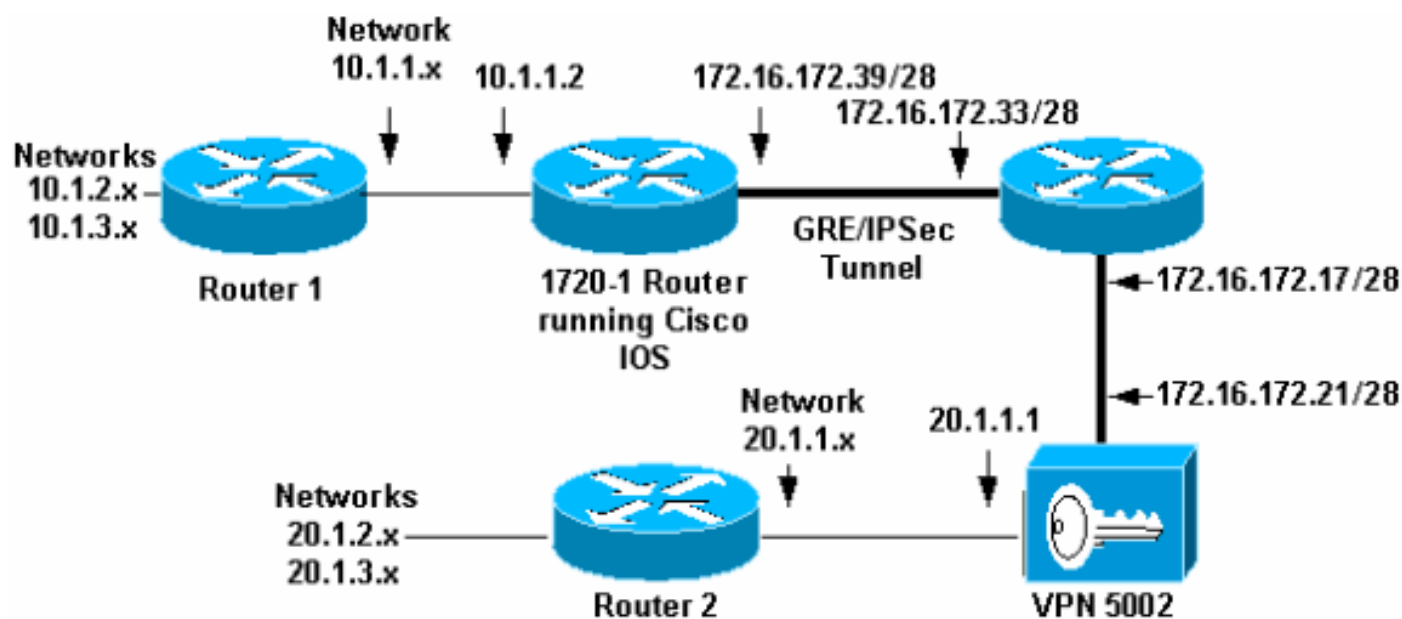 Network
10.1.1.x
10.1.1.2
172.16.172.39/28
172.16.172.33/28
Networks
10.1.2.x
10.1.3.x
GRE/IPSec
Tunnel
Router 1
1720-1 Router
running Cisco
IOS
172.16.172.17/28
172.16.172.21/28
Network
20.1.1.x
20.1.1.1
Networks
20.1.2.x
20.1.3.x
Router 2
VPN 5002